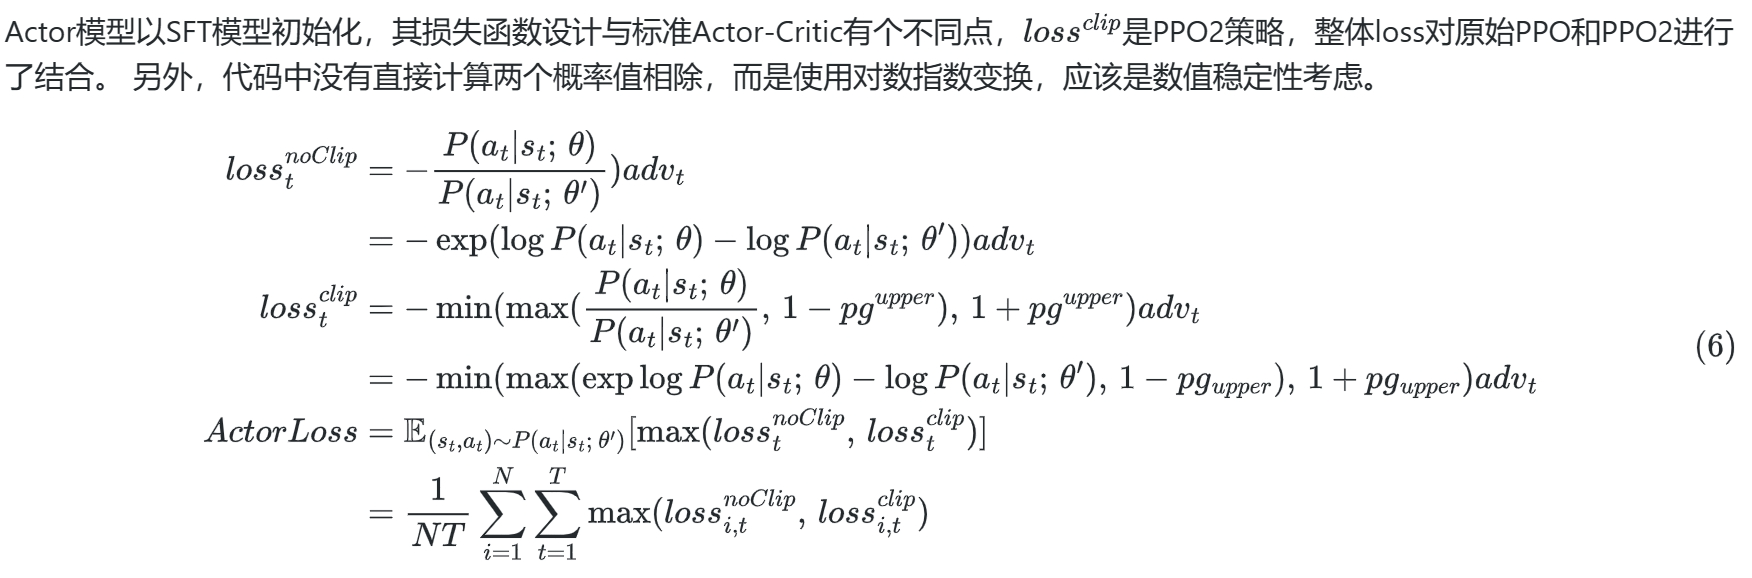 Actor模型以SFT模型初始化，其损失函数设计与标准Actor-Critic有个不同点，$loss^{clip}$是PPO2策略，整体loss对原始PPO和PPO2进行
了结合。 另外，代码中没有直接计算两个概率值相除，而是使用对数指数变换，应该是数值稳定性考虑。
$loss_t^{noClip} = -\frac{P(a_t|s_t;\,\theta)}{P(a_t|s_t;\,\theta')})adv_t$
$= -\exp(\log P(a_t|s_t;\,\theta) - \log P(a_t|s_t;\,\theta'))adv_t$
$loss_t^{clip} = -\min(\max(\frac{P(a_t|s_t;\,\theta)}{P(a_t|s_t;\,\theta')},\,1 - pg^{upper}),\,1 + pg^{upper})adv_t$
$= -\min(\max(\exp \log P(a_t|s_t;\,\theta) - \log P(a_t|s_t;\,\theta'),\,1 - pg_{upper}),\,1 + pg_{upper})adv_t$
(6)
$ActorLoss = \mathbb{E}_{(s_t,a_t)\sim P(a_t|s_t;\,\theta')}[\max(loss_t^{noClip},\,loss_t^{clip})]$
$= \frac{1}{NT}\sum_{i=1}^{N}\sum_{t=1}^{T}\max(loss_{i,t}^{noClip},\,loss_{i,t}^{clip})$